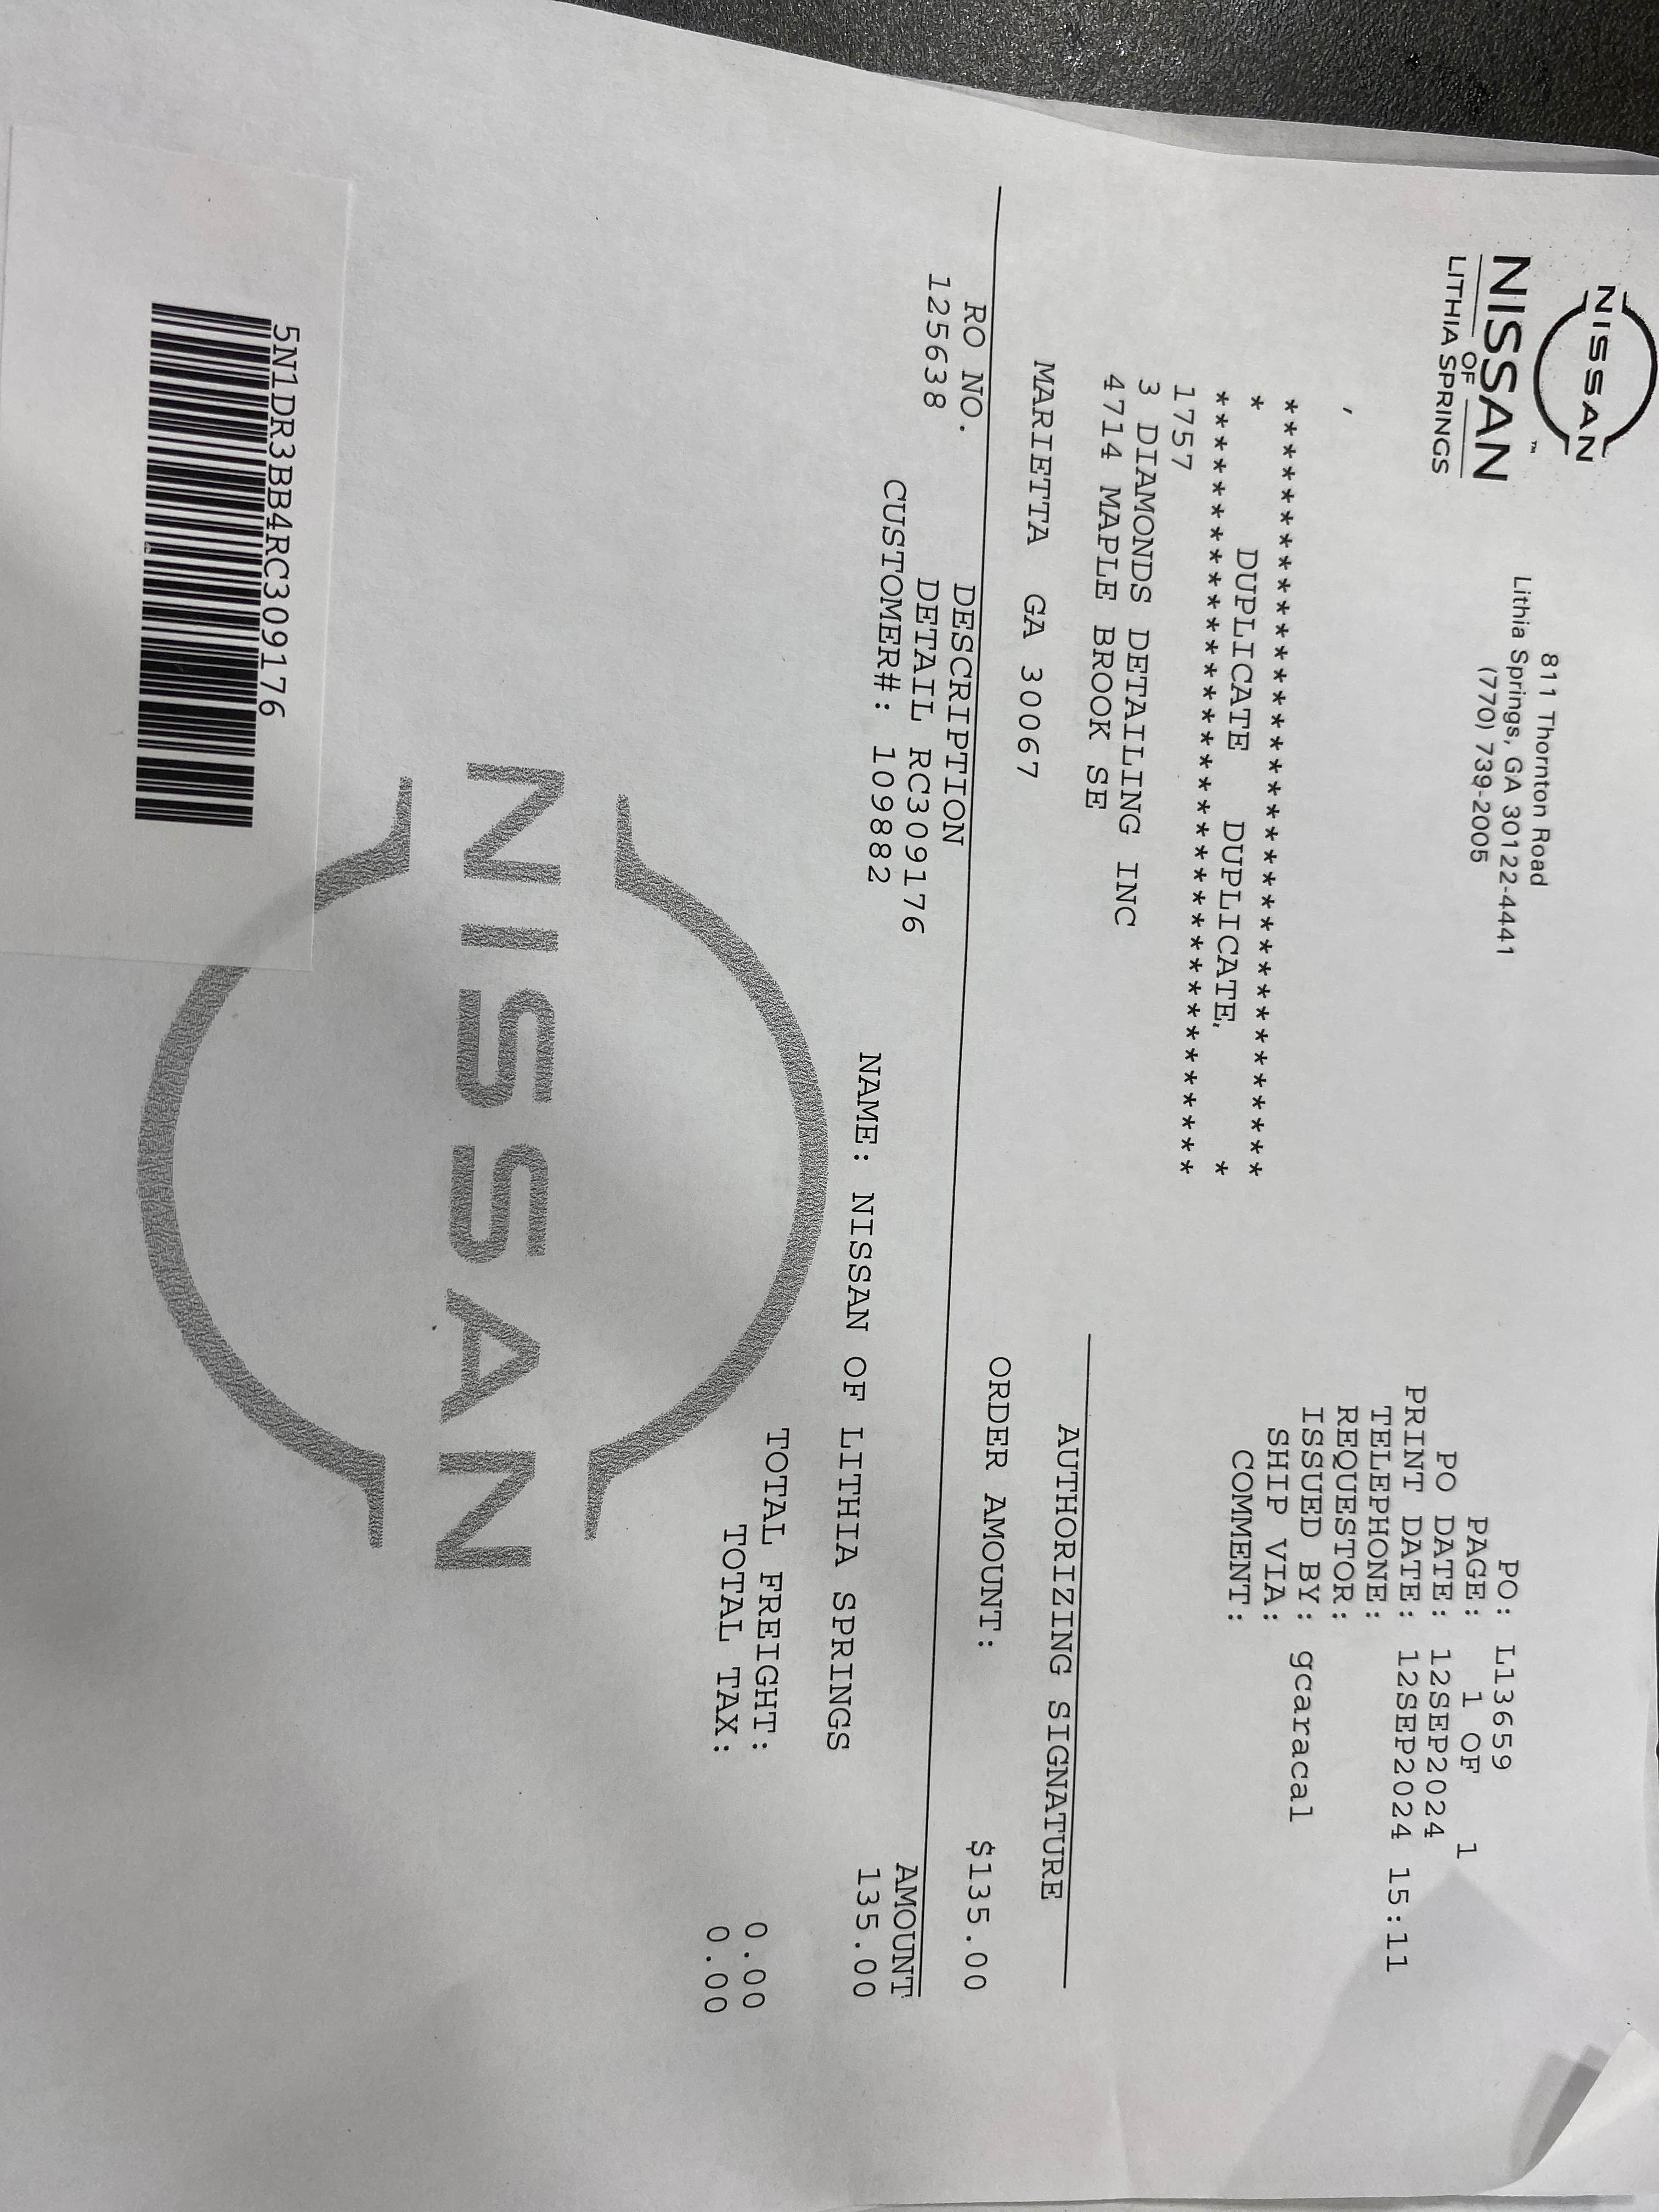 NISSAN
NISSAN™
OF
LITHIA SPRINGS
811 Thornton Road
Lithia Springs, GA 30122-4441
(770) 739-2005
PO: L13659
PAGE: 1 OF 1
PO DATE: 12SEP2024
PRINT DATE: 12SEP2024 15:11
TELEPHONE:
REQUESTOR:
ISSUED BY: gcaracal
SHIP VIA:
COMMENT:
,
***********************************
* DUPLICATE DUPLICATE. *
***********************************
1757
3 DIAMONDS DETAILING INC
4714 MAPLE BROOK SE
MARIETTA GA 30067
AUTHORIZING SIGNATURE
ORDER AMOUNT: $135.00
RO NO. DESCRIPTION AMOUNT
125638 DETAIL RC309176 135.00
CUSTOMER#: 109882 NAME: NISSAN OF LITHIA SPRINGS
TOTAL FREIGHT: 0.00
TOTAL TAX: 0.00
NISSAN
5N1DR3BB4RC309176